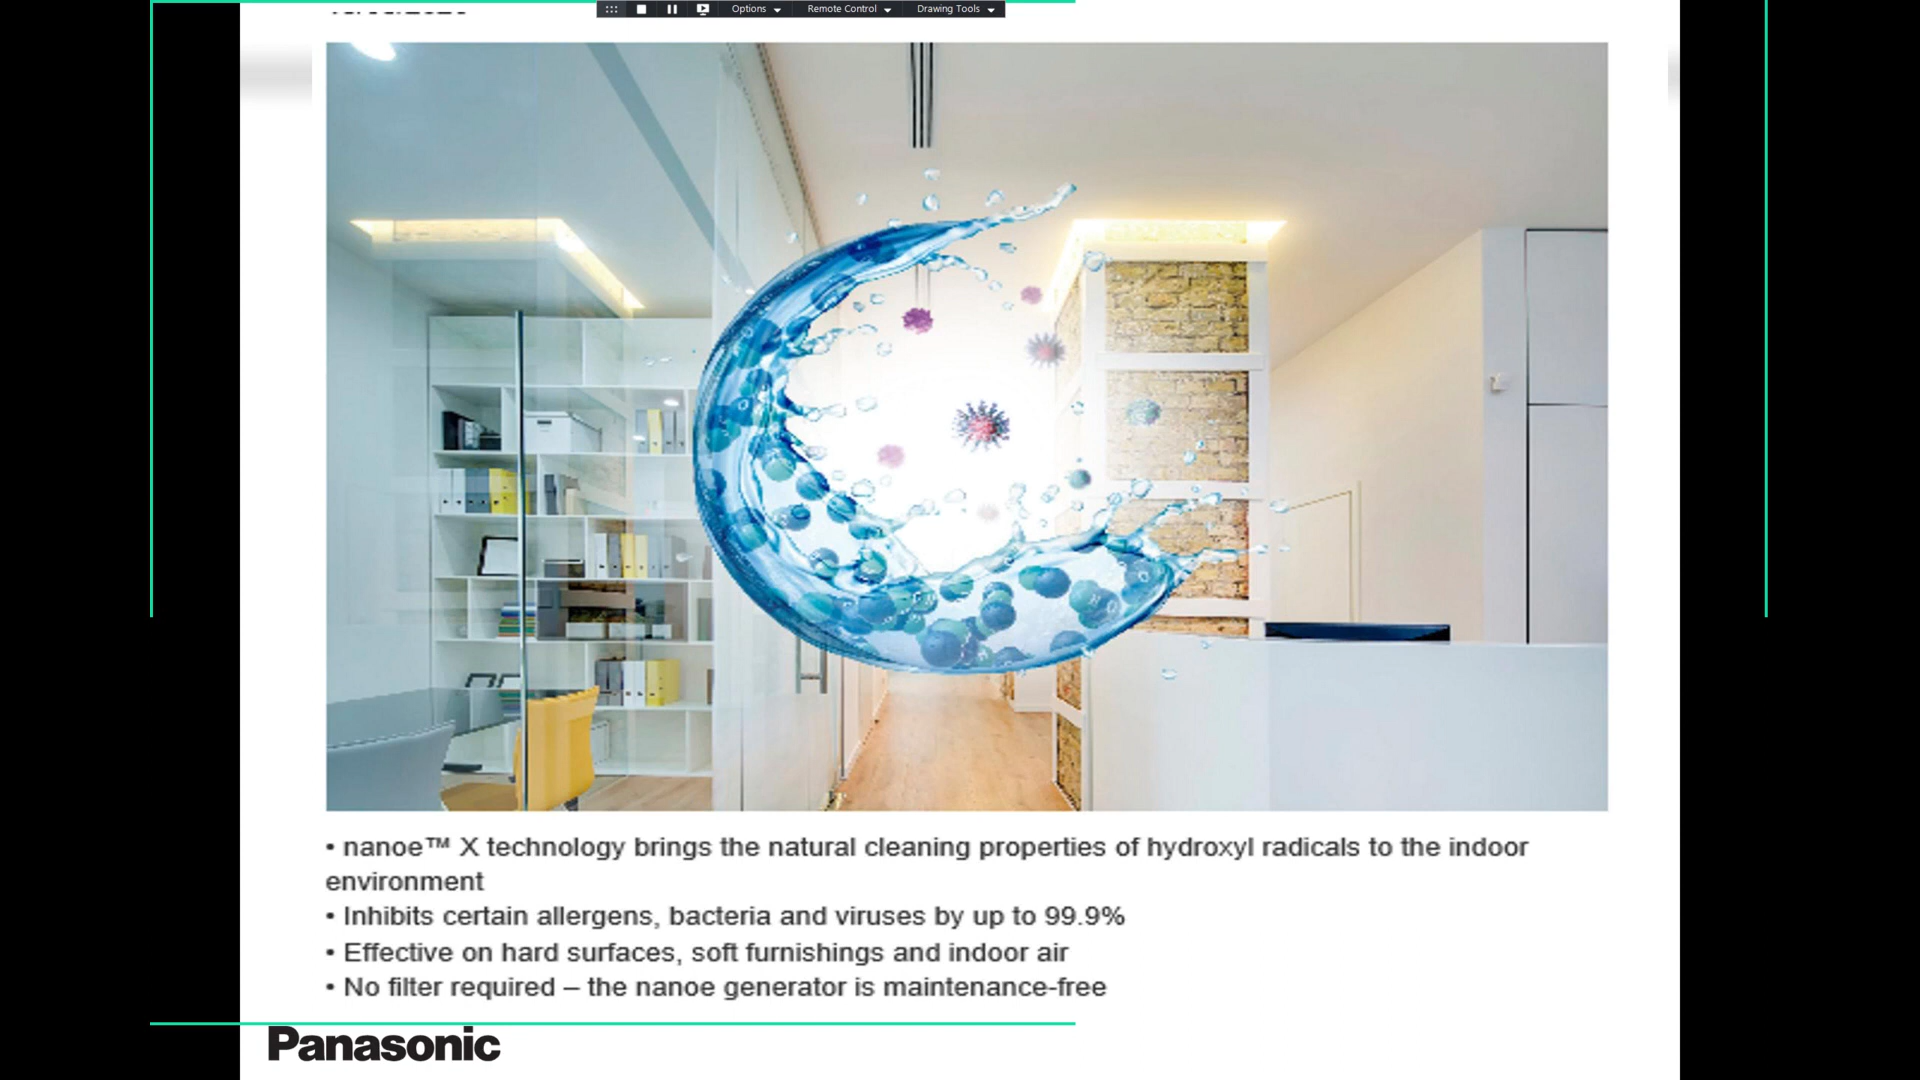 Options
Remote Control
Drawing Tools
• nanoe™ X technology brings the natural cleaning properties of hydroxyl radicals to the indoor
environment
• Inhibits certain allergens, bacteria and viruses by up to 99.9%
• Effective on hard surfaces, soft furnishings and indoor air
• No filter required – the nanoe generator is maintenance-free
Panasonic